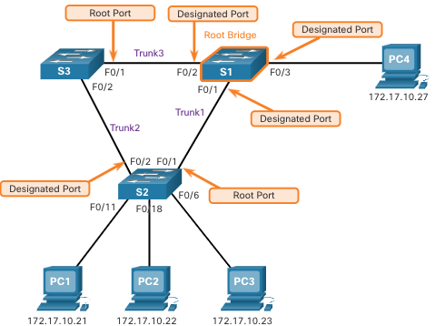 Root Port
Designated Port
Root Bridge
Designated Port
Trunk3
S3
F0/1
F0/2
S1
F0/3
PC4
F0/2
F0/1
172.17.10.27
Trunk1
Designated Port
Trunk2
F0/2
F0/1
Designated Port
S2
F0/6
Root Port
F0/11
F0/18
PC1
PC2
PC3
172.17.10.21
172.17.10.22
172.17.10.23